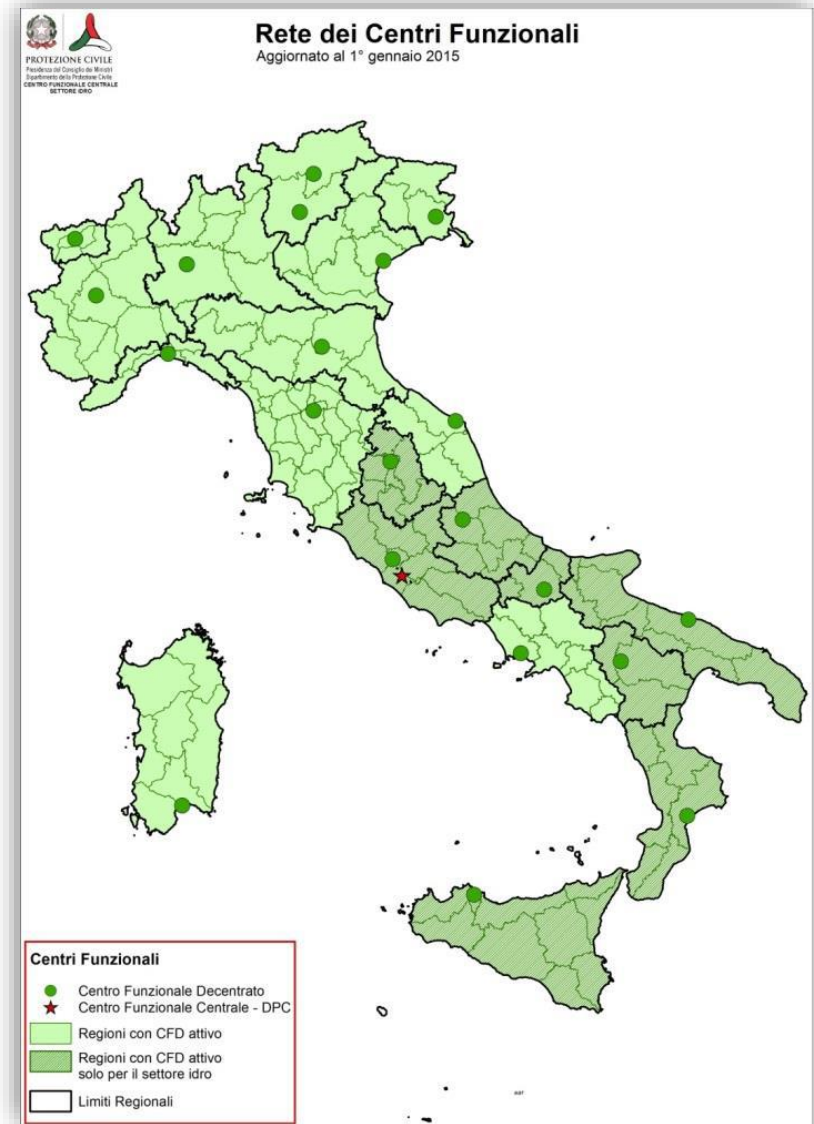 Rete dei Centri Funzionali
Aggiornato al 1° gennaio 2015
PROTEZIONE CIVILE
Presidenza del Consiglio dei Ministri
Dipartimento della Protezione Civile
CENTRO FUNZIONALE CENTRALE
SETTORE IDRO
Centri Funzionali
Centro Funzionale Decentrato
Centro Funzionale Centrale - DPC
Regioni con CFD attivo
Regioni con CFD attivo
solo per il settore idro
Limiti Regionali